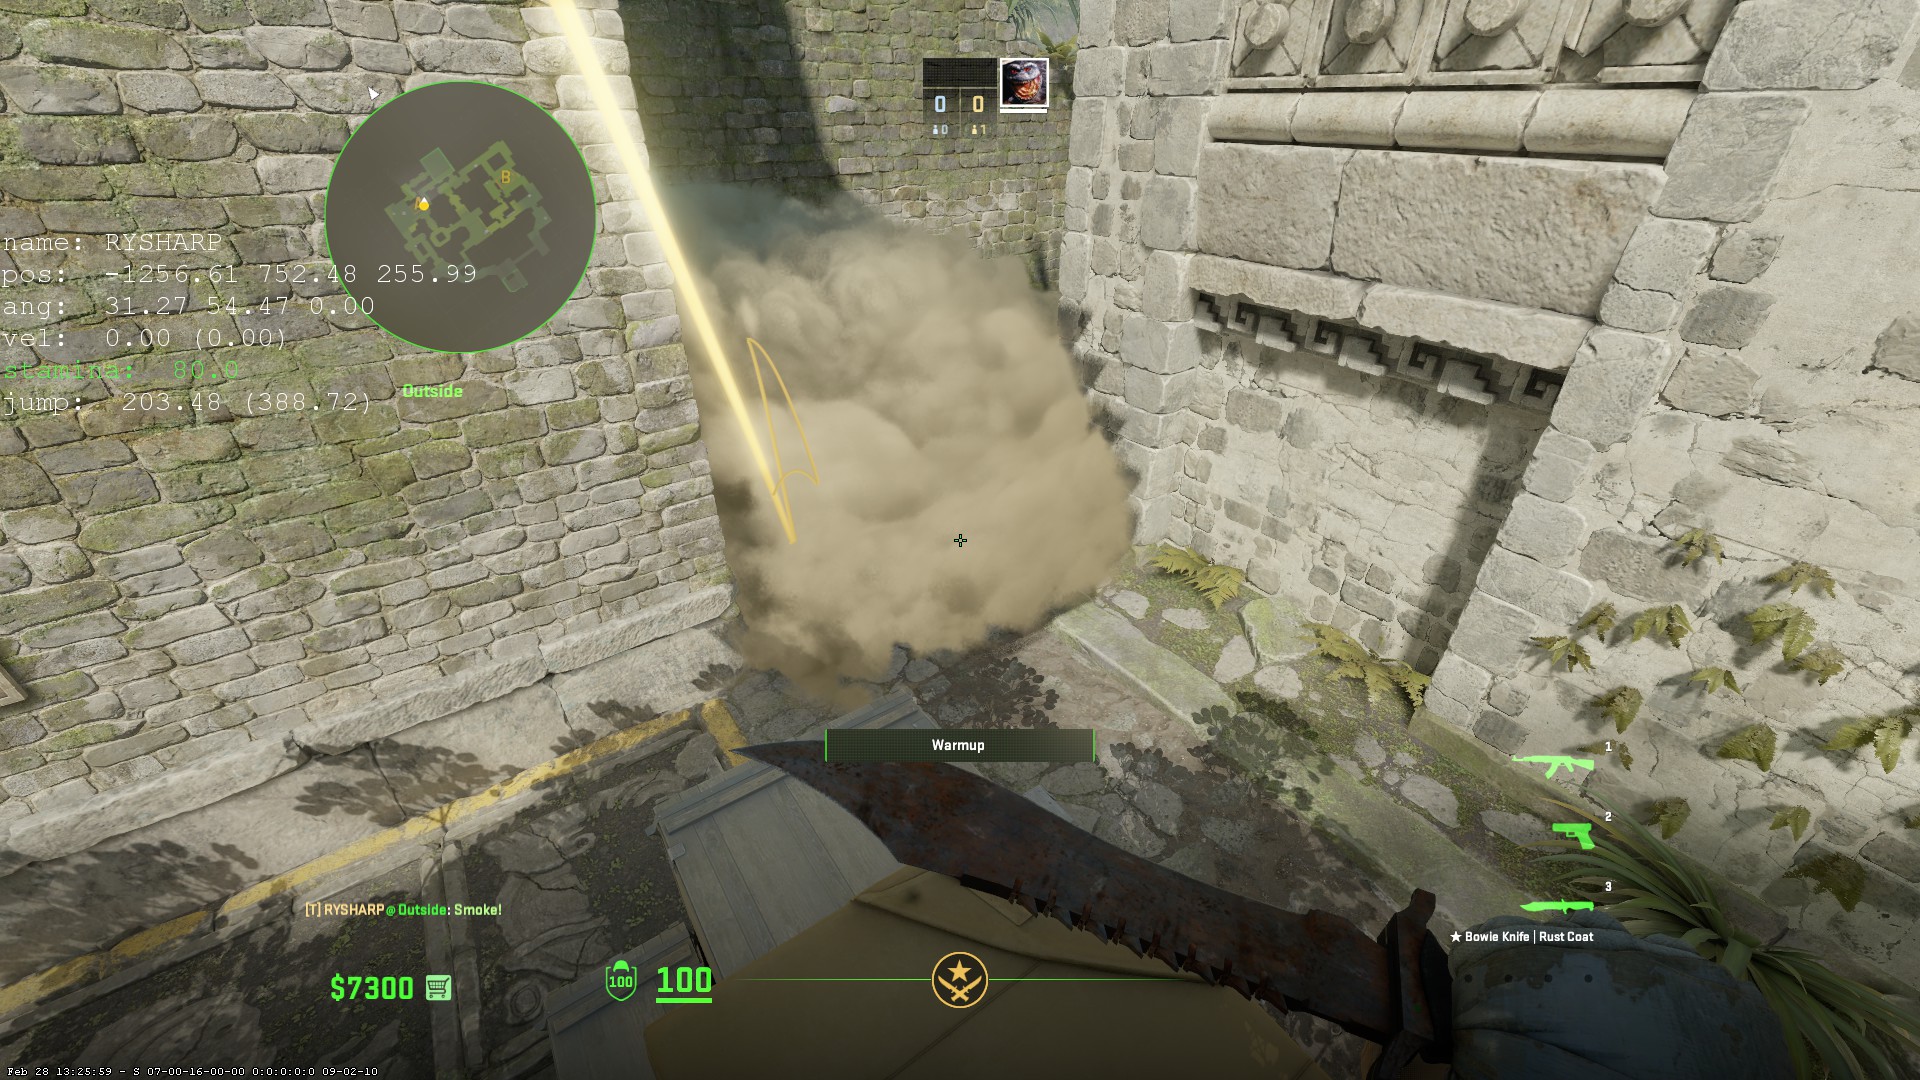 0 0
0 1
B
A
name: RYSHARP
pos: -1256.61 752.48 255.99
ang: 31.27 54.47 0.00
vel: 0.00 (0.00)
stamina: 80.0
jump: 203.48 (388.72)
Outside
Warmup
1
2
3
★ Bowie Knife | Rust Coat
[T] RYSHARP@Outside: Smoke!
$7300
100
100
Feb 28 13:25:59 - S 07-00-16-00-00 0:0:0:0:0 09-02-10